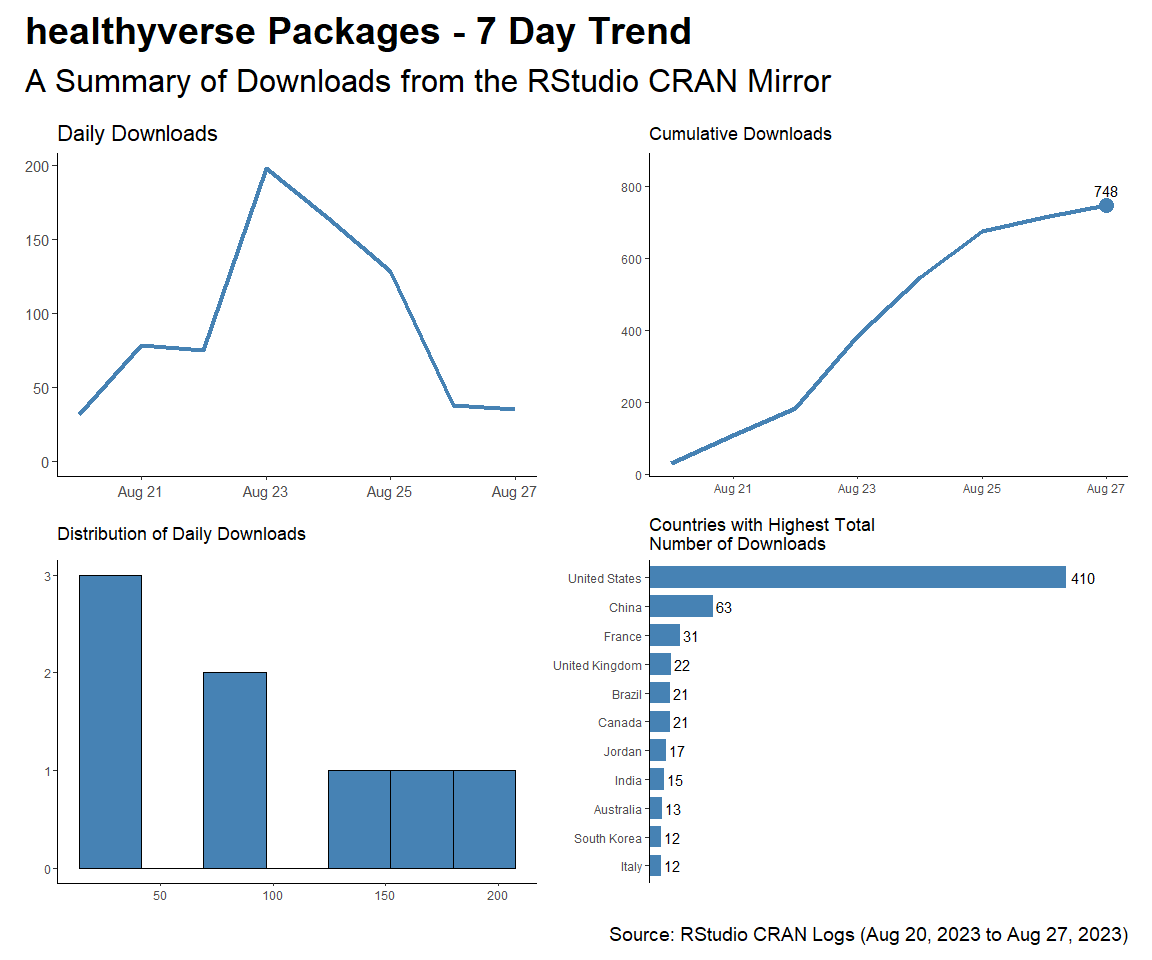 healthyverse Packages - 7 Day Trend
A Summary of Downloads from the RStudio CRAN Mirror
Daily Downloads
200
150
100
50
0
Aug 21 Aug 23 Aug 25 Aug 27
Cumulative Downloads
800
600
400
200
0
748
Aug 21 Aug 23 Aug 25 Aug 27
Distribution of Daily Downloads
3
2
1
0
50 100 150 200
Countries with Highest Total
Number of Downloads
United States 410
China 63
France 31
United Kingdom 22
Brazil 21
Canada 21
Jordan 17
India 15
Australia 13
South Korea 12
Italy 12
Source: RStudio CRAN Logs (Aug 20, 2023 to Aug 27, 2023)